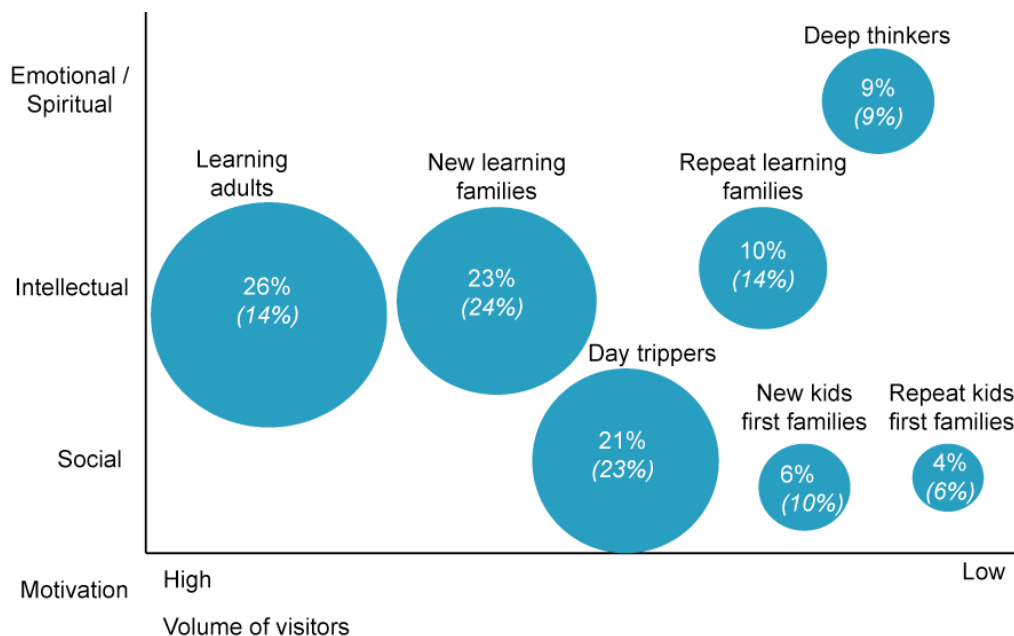 Deep thinkers
Emotional /
Spiritual
9%
(9%)
Learning
adults
New learning
families
Repeat learning
families
Intellectual
26%
(14%)
23%
(24%)
10%
(14%)
Day trippers
New kids
first families
Repeat kids
first families
Social
21%
(23%)
6%
(10%)
4%
(6%)
Motivation
High
Low
Volume of visitors